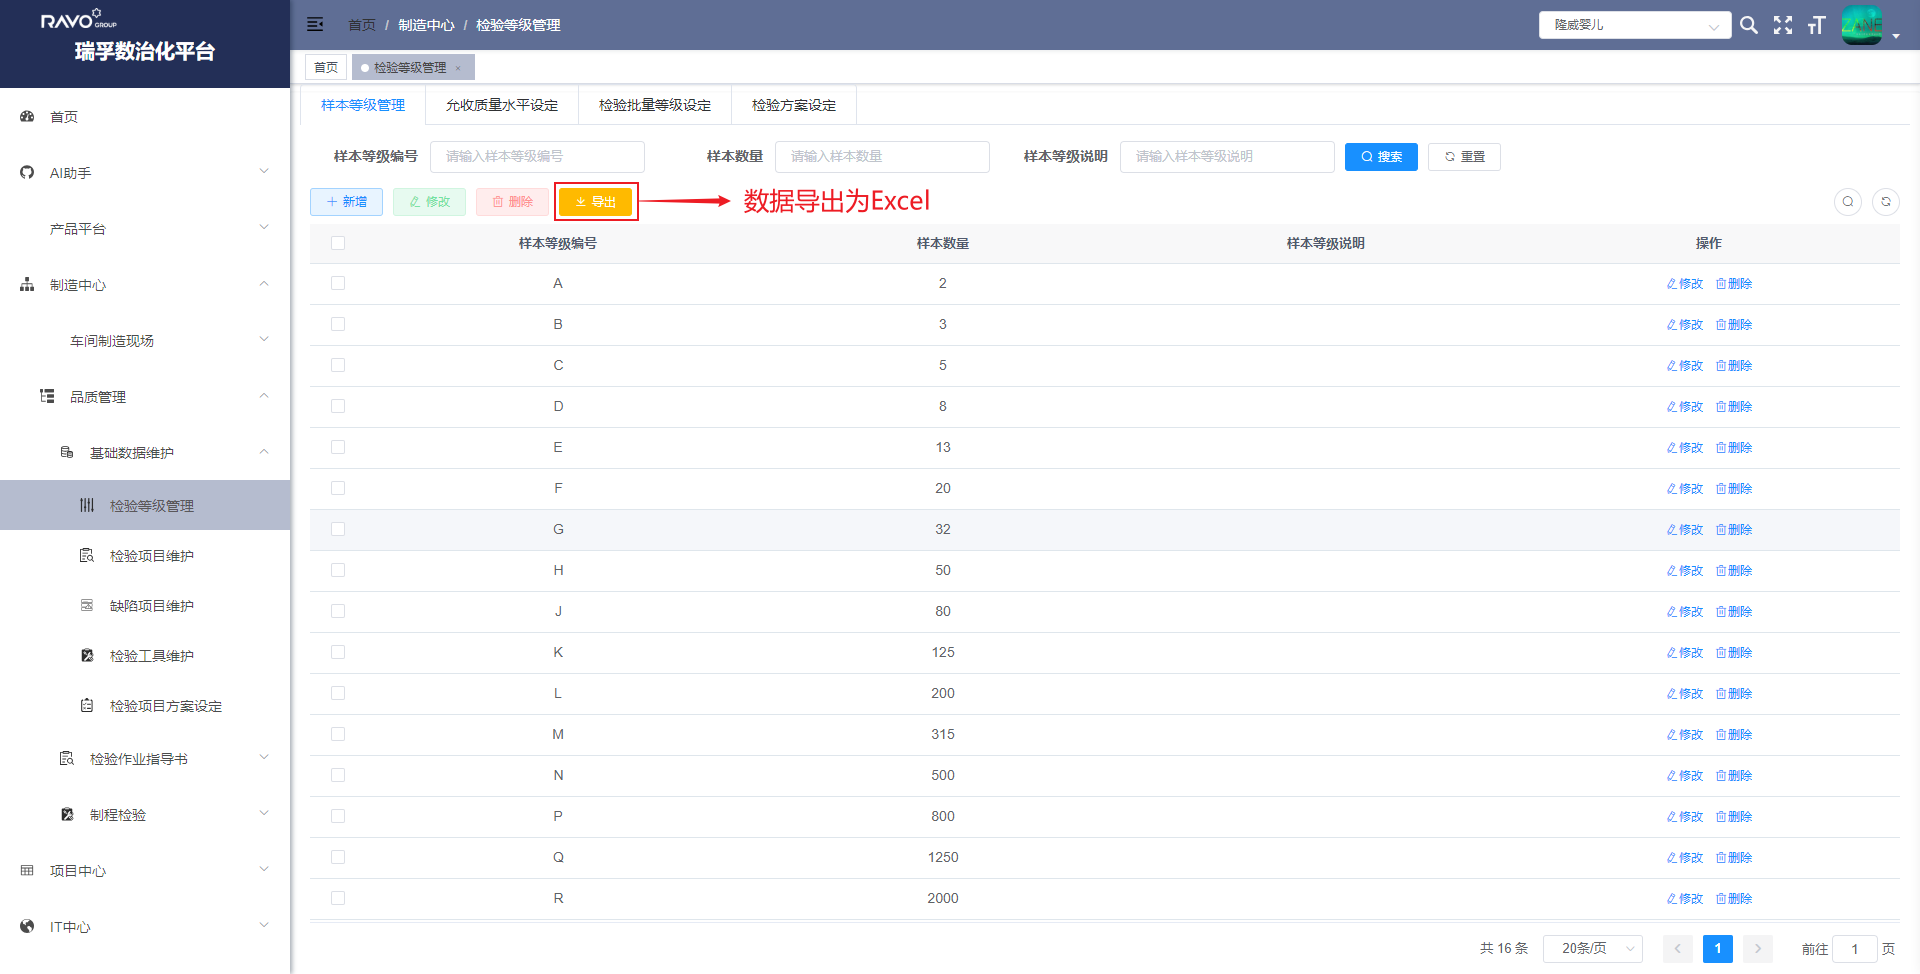 RAVO GROUP
瑞孚数治化平台
首页
AI助手
产品平台
制造中心
车间制造现场
品质管理
基础数据维护
检验等级管理
检验项目维护
缺陷项目维护
检验工具维护
检验项目方案设定
检验作业指导书
制程检验
项目中心
IT中心
首页 / 制造中心 / 检验等级管理
隆威婴儿
ZANE
首页 检验等级管理 ×
样本等级管理 允收质量水平设定 检验批量等级设定 检验方案设定
样本等级编号 请输入样本等级编号 样本数量 请输入样本数量 样本等级说明 请输入样本等级说明 搜索 重置
+ 新增 修改 删除 导出 数据导出为Excel
样本等级编号 样本数量 样本等级说明 操作
A 2 修改 删除
B 3 修改 删除
C 5 修改 删除
D 8 修改 删除
E 13 修改 删除
F 20 修改 删除
G 32 修改 删除
H 50 修改 删除
J 80 修改 删除
K 125 修改 删除
L 200 修改 删除
M 315 修改 删除
N 500 修改 删除
P 800 修改 删除
Q 1250 修改 删除
R 2000 修改 删除
共 16 条 20条/页 < 1 > 前往 1 页